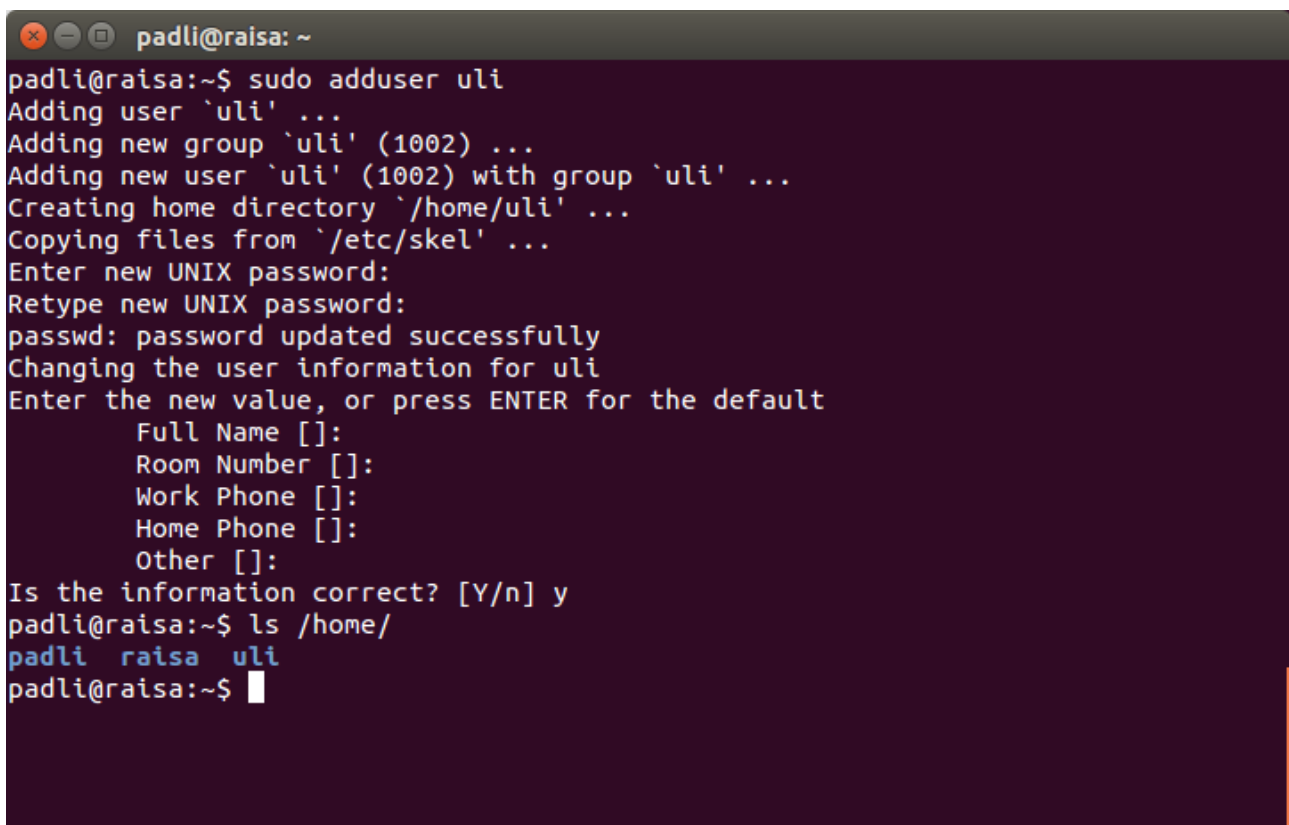 padli@raisa: ~
padli@raisa:~$ sudo adduser uli
Adding user `uli' ...
Adding new group `uli' (1002) ...
Adding new user `uli' (1002) with group `uli' ...
Creating home directory `/home/uli' ...
Copying files from `/etc/skel' ...
Enter new UNIX password:
Retype new UNIX password:
passwd: password updated successfully
Changing the user information for uli
Enter the new value, or press ENTER for the default
        Full Name []:
        Room Number []:
        Work Phone []:
        Home Phone []:
        Other []:
Is the information correct? [Y/n] y
padli@raisa:~$ ls /home/
padli  raisa  uli
padli@raisa:~$